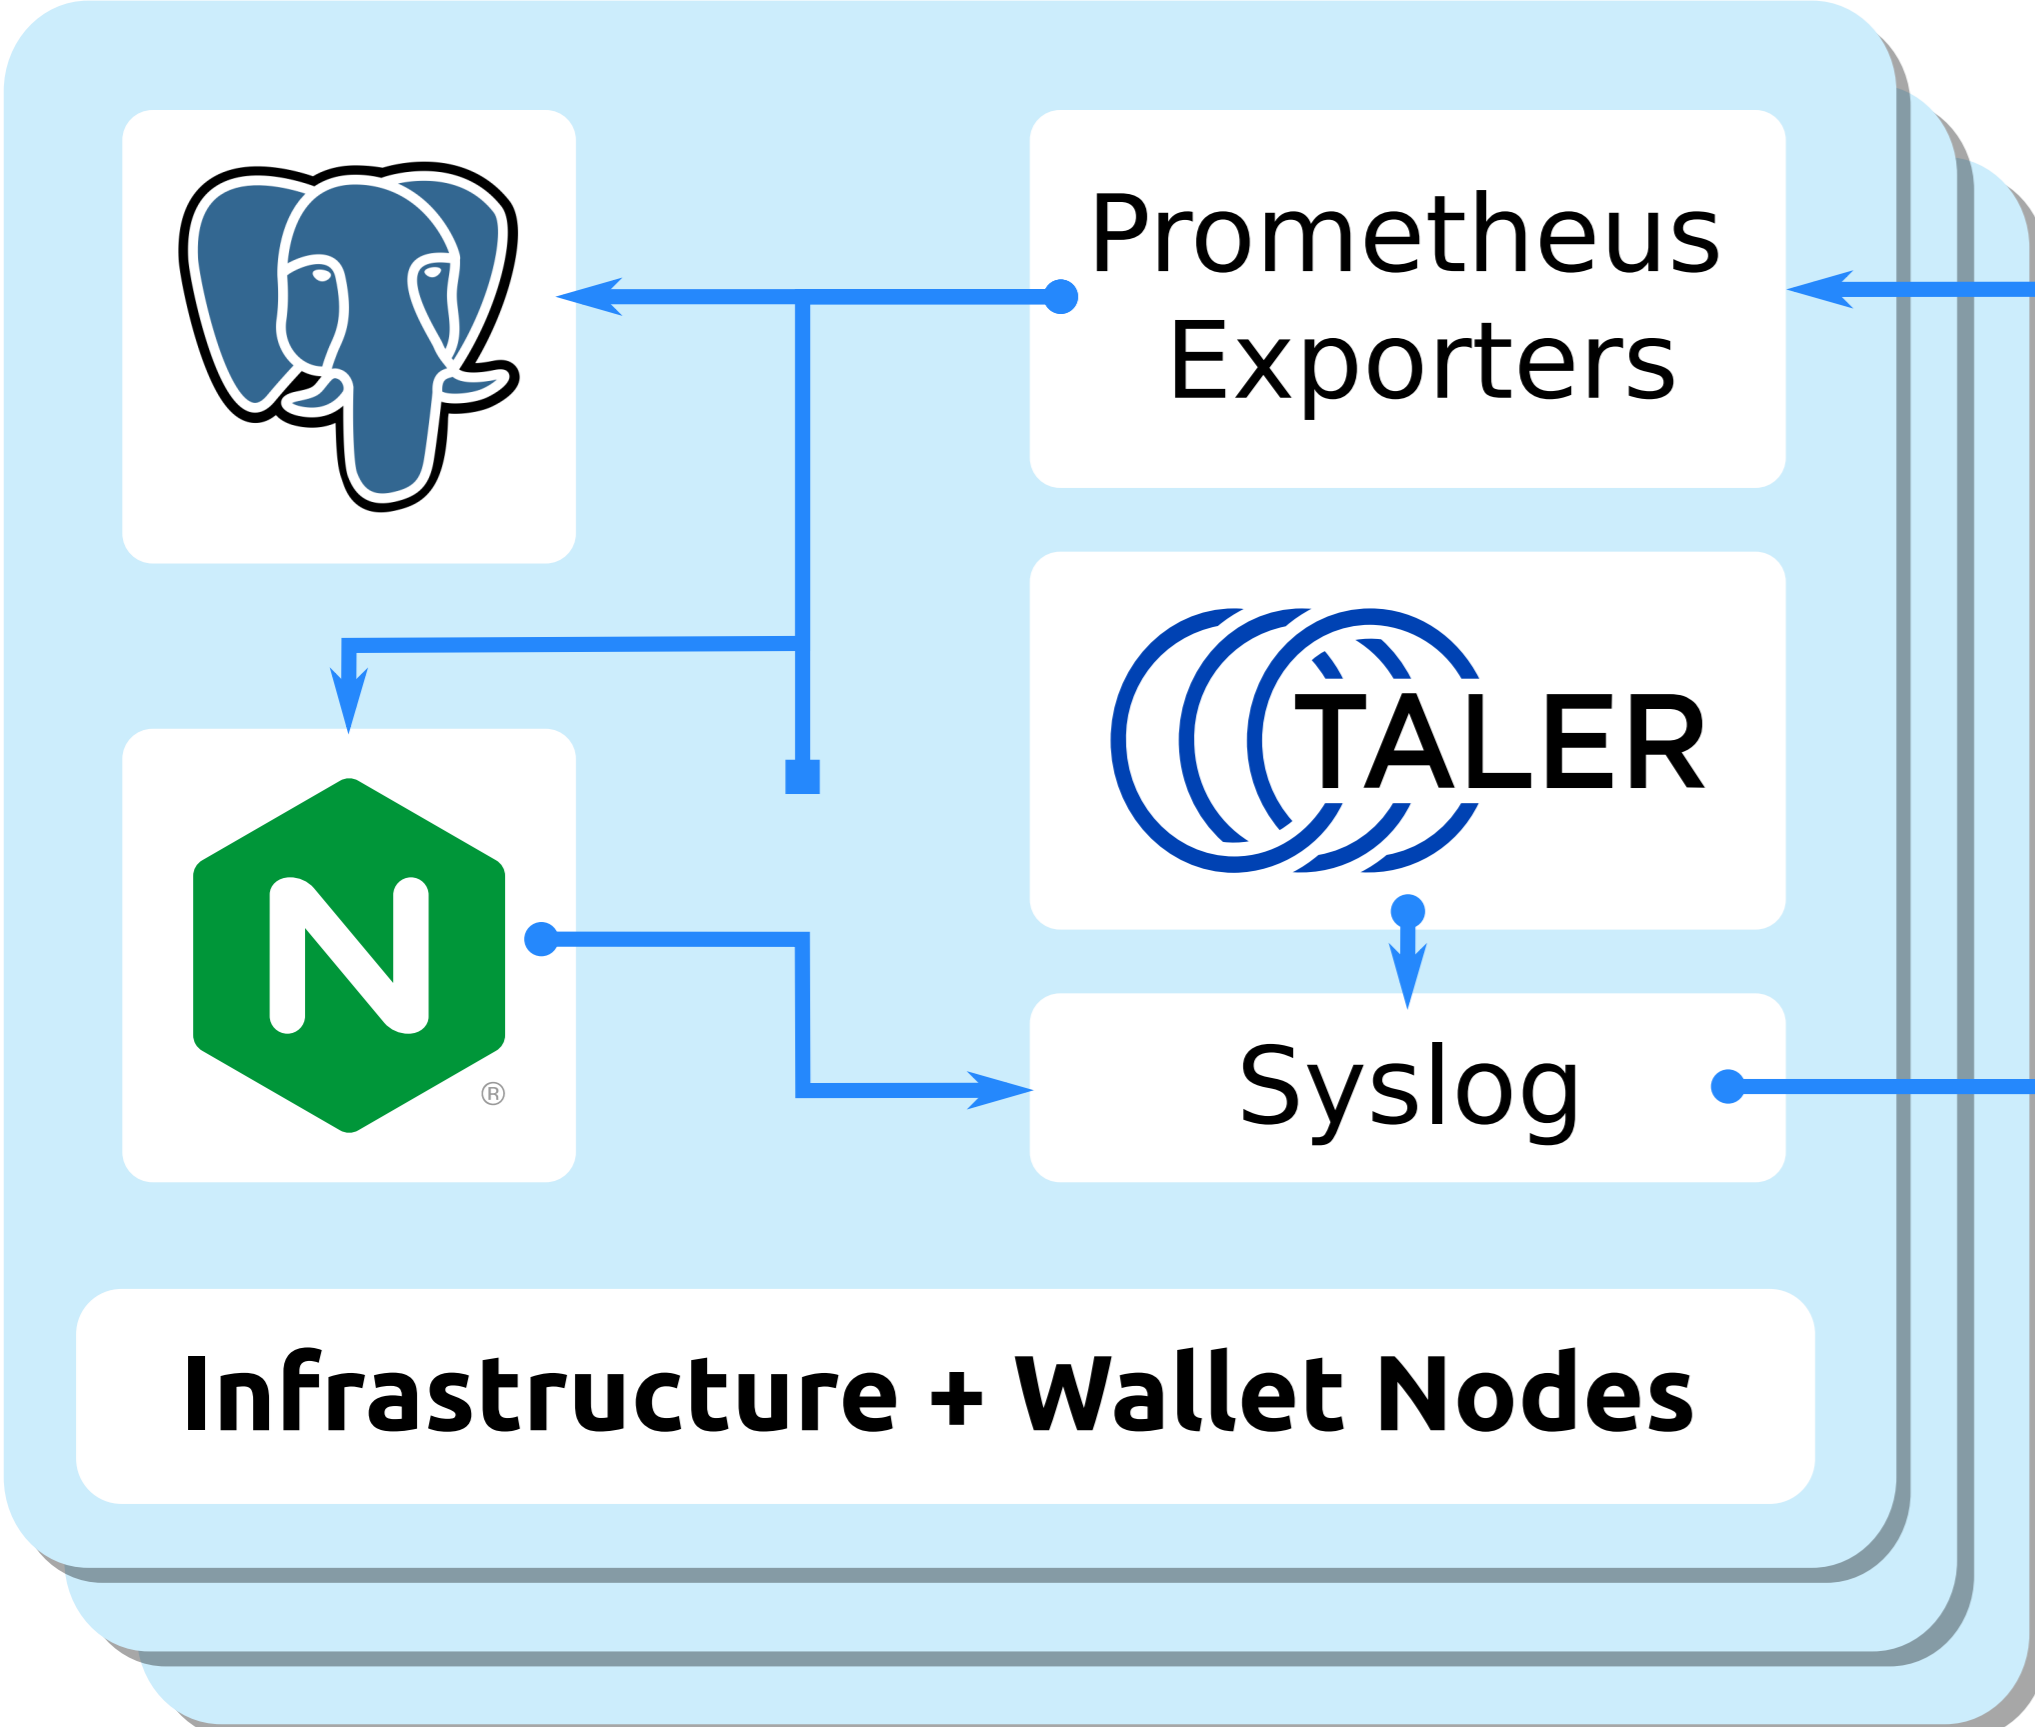 Prometheus
Exporters
TALER
N
®
Syslog
Infrastructure + Wallet Nodes